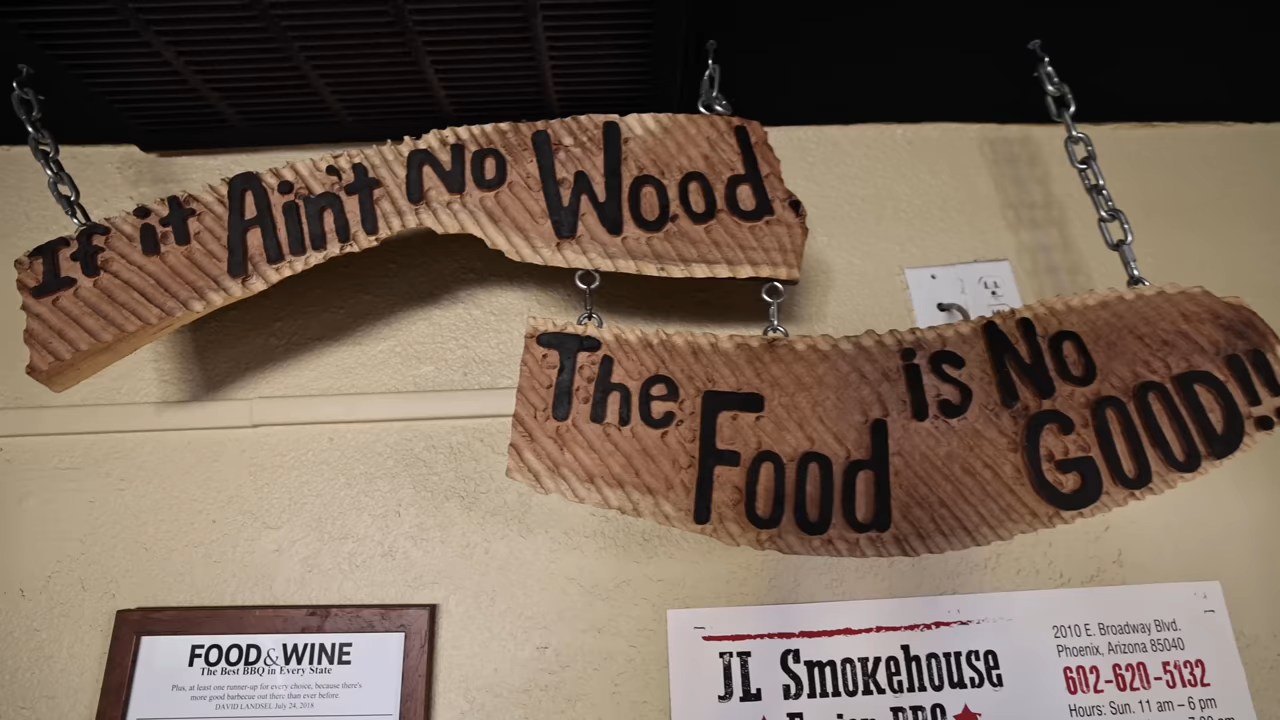 If it Ain't No Wood.
The Food is No GOOD!!
FOOD&WINE
The Best BBQ in Every State
Plus, at least one runner-up for every choice, because there's
more good barbecue out there than ever before.
DAVID LANDSEL July 24, 2018
JL Smokehouse
BBQ
2010 E. Broadway Blvd.
Phoenix, Arizona 85040
602-620-5132
Hours: Sun. 11 am – 6 pm